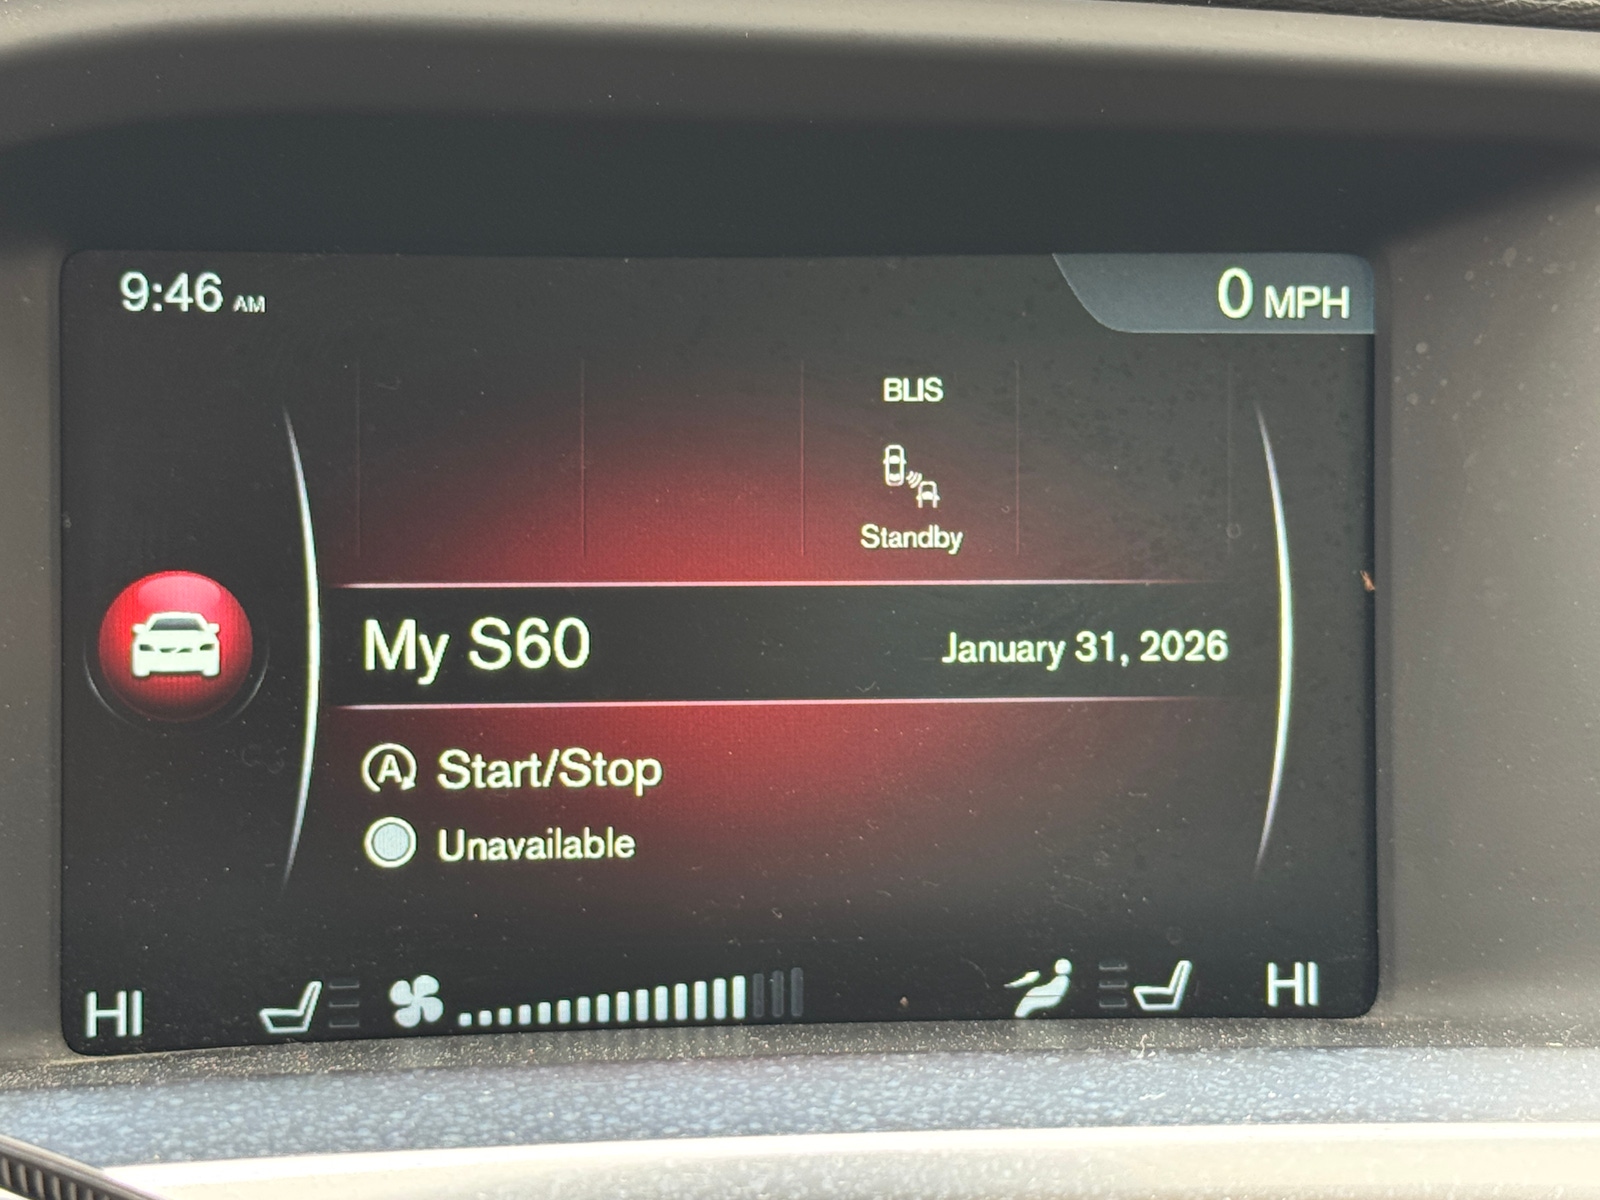 9:46 AM
0 MPH
BLIS
Standby
My S60
January 31, 2026
A Start/Stop
Unavailable
HI
HI